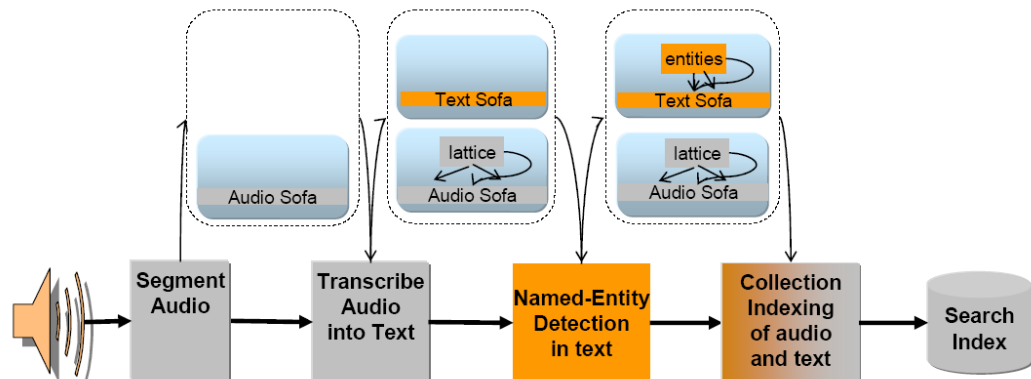 entities
Text Sofa
Text Sofa
lattice
lattice
Audio Sofa
Audio Sofa
Audio Sofa
Segment
Audio
Transcribe
Audio
into Text
Named-Entity
Detection
in text
Collection
Indexing
of audio
and text
Search
Index